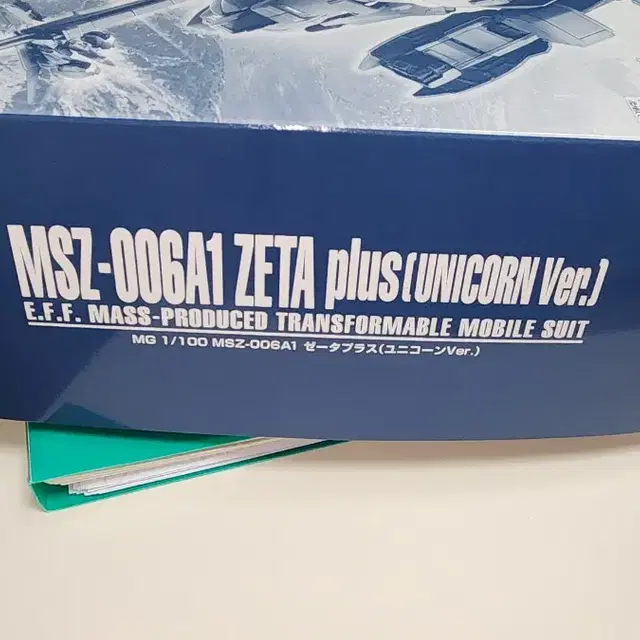 MSZ-006A1 ZETA plus(UNICORN Ver.)
E.F.F. MASS-PRODUCED TRANSFORMABLE MOBILE SUIT
MG 1/100 MSZ-006A1 ゼータプラス(ユニコーンVer.)